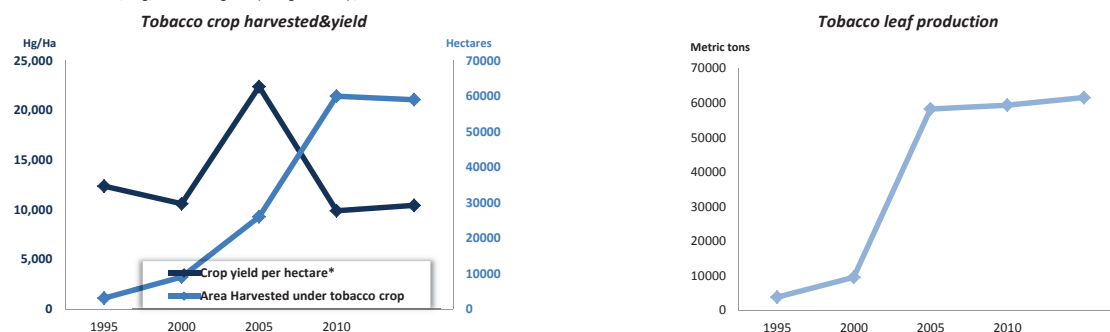 Tobacco crop harvested&yield
Hg/Ha
Hectares
25,000
20,000
15,000
10,000
5,000
0
70000
60000
50000
40000
30000
20000
10000
0
Crop yield per hectare*
Area Harvested under tobacco crop
1995 2000 2005 2010
Tobacco leaf production
Metric tons
70000
60000
50000
40000
30000
20000
10000
0
1995 2000 2005 2010